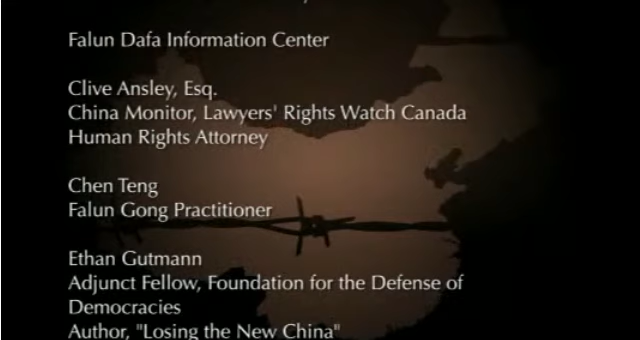 Falun Dafa Information Center
Clive Ansley, Esq.
China Monitor, Lawyers' Rights Watch Canada
Human Rights Attorney
Chen Teng
Falun Gong Practitioner
Ethan Gutmann
Adjunct Fellow, Foundation for the Defense of
Democracies
Author, "Losing the New China"